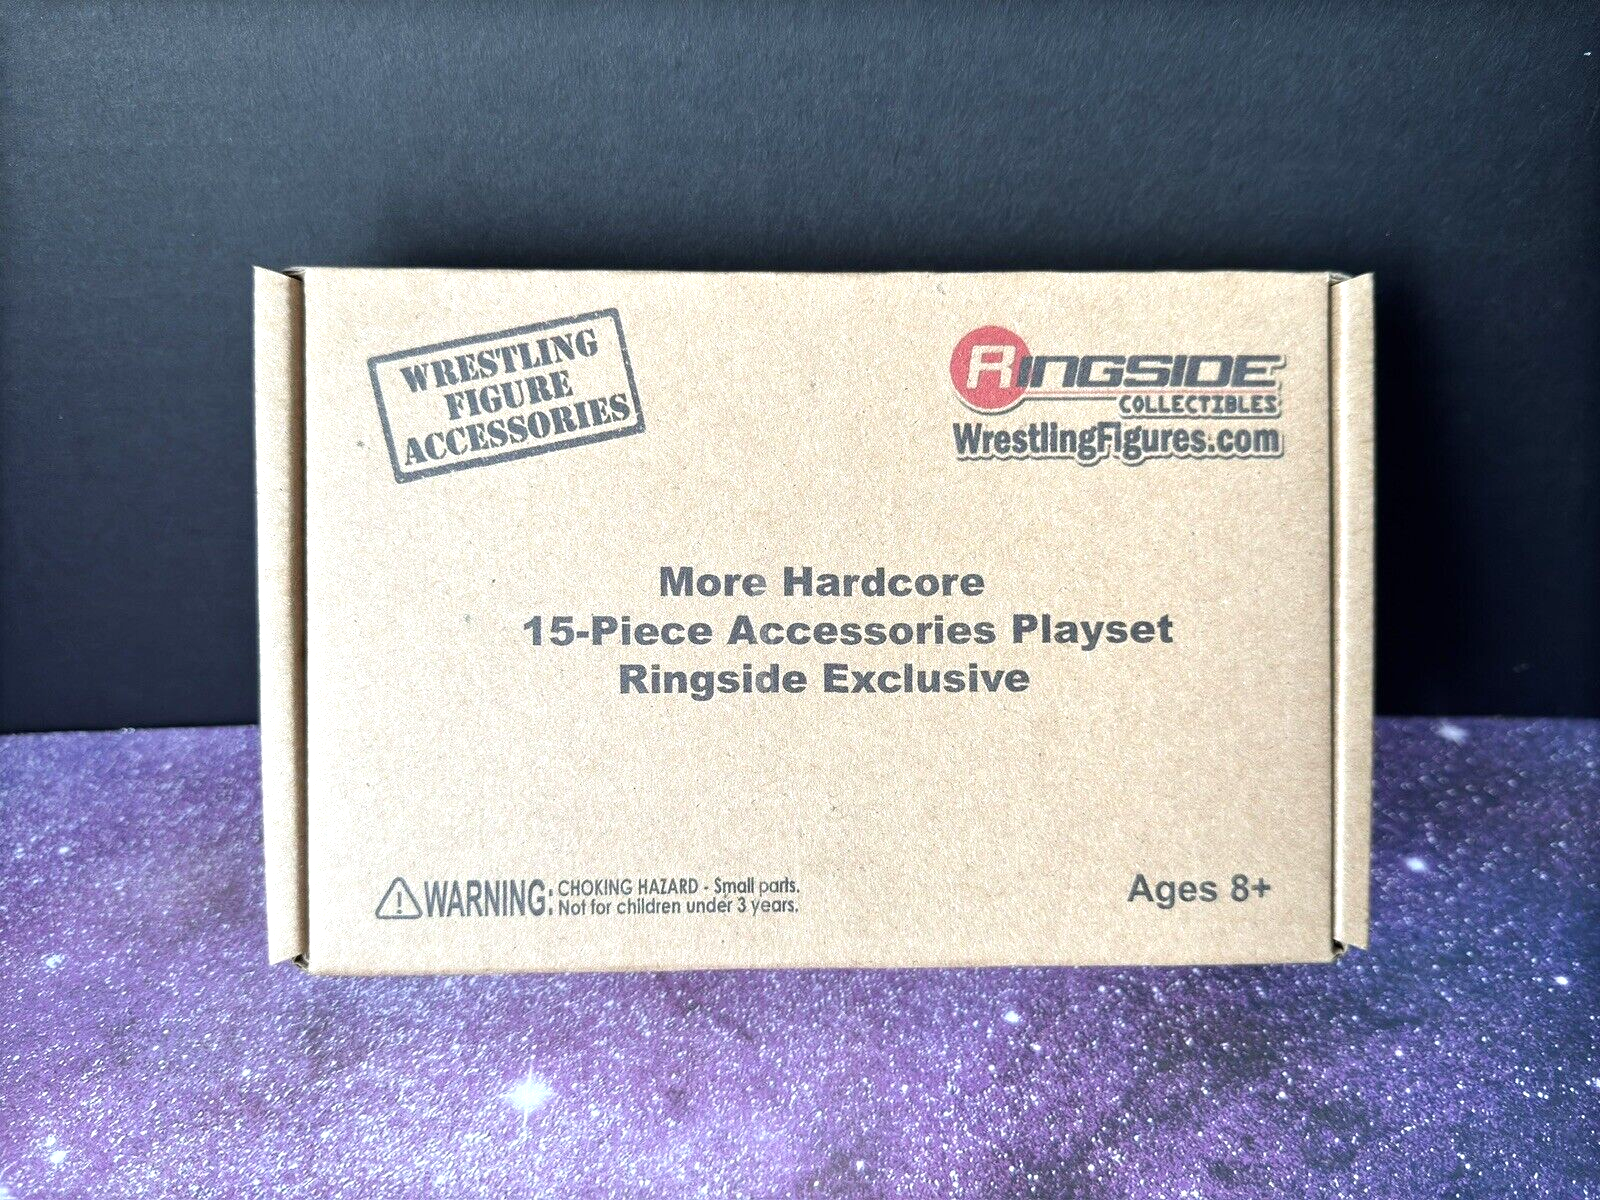 WRESTLING
FIGURE
ACCESSORIES
RINGSIDE
COLLECTIBLES
WrestlingFigures.com
More Hardcore
15-Piece Accessories Playset
Ringside Exclusive
WARNING: CHOKING HAZARD - Small parts.
Not for children under 3 years.
Ages 8+